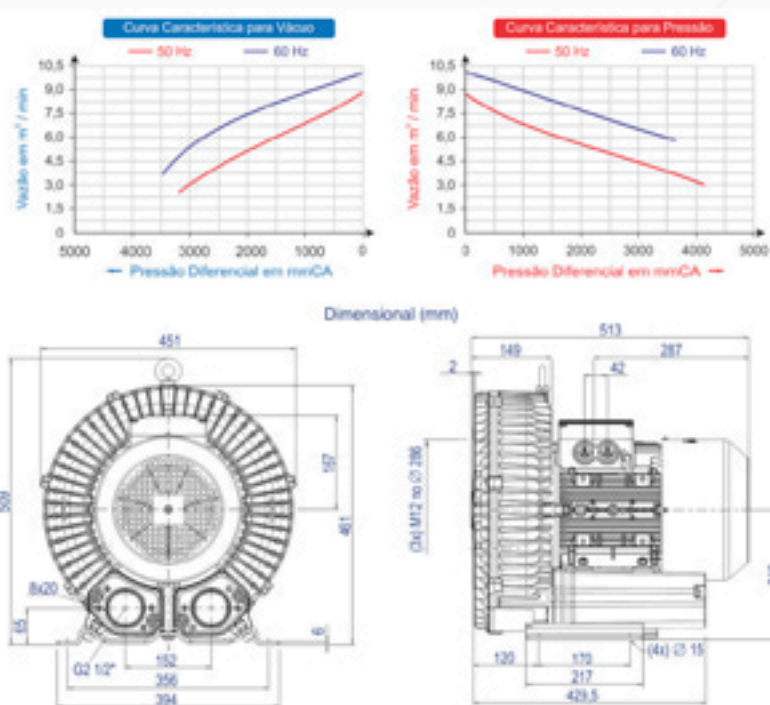 Curva Característica para Vácuo
50 Hz 60 Hz
10,5
9,0
7,5
6,0
4,5
3,0
1,5
0
Vazão em m³ / min
5000 4000 3000 2000 1000 0
← Pressão Diferencial em mmCA
Curva Característica para Pressão
50 Hz 60 Hz
10,5
9,0
7,5
6,0
4,5
3,0
1,5
0
Vazão em m³ / min
0 1000 2000 3000 4000 5000
Pressão Diferencial em mmCA →
Dimensional (mm)
451
509
167
461
8x20
65
6
G2 1/2"
152
356
394
513
2
149
287
42
(3x) M12 no Ø 286
120
170
(4x) Ø 15
217
429,5